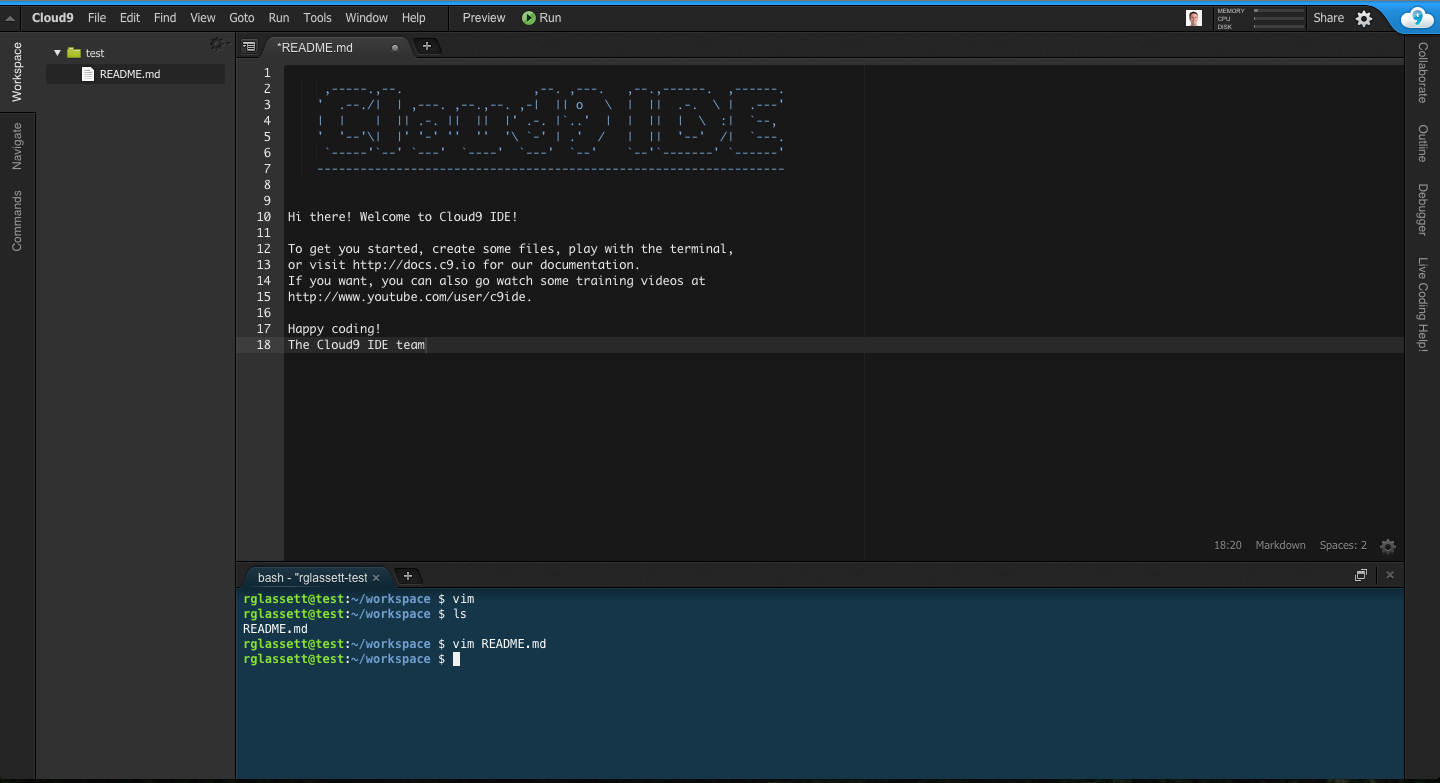 Cloud9 File Edit Find View Goto Run Tools Window Help Preview Run MEMORY CPU DISK Share 9
Workspace
Navigate
Commands
test
README.md
*README.md
1
2      ,-----.,--.                  ,--. ,---.   ,--.,------.  ,------.
3     '  .--./|  | ,---. ,--.,--. ,-|  || o   \  |  ||  .-.  \ |  .---'
4     |  |    |  || .-. ||  ||  |' .-. |`..'  |  |  ||  |  \  :|  `--,
5     '  '--'\|  |' '-' ''  ''  '\ `-' | .'  /   |  ||  '--'  /|  `---.
6      `-----'`--' `---'  `----'  `---'  `--'    `--'`-------' `------'
7     -----------------------------------------------------------------
8
9
10 Hi there! Welcome to Cloud9 IDE!
11
12 To get you started, create some files, play with the terminal,
13 or visit http://docs.c9.io for our documentation.
14 If you want, you can also go watch some training videos at
15 http://www.youtube.com/user/c9ide.
16
17 Happy coding!
18 The Cloud9 IDE team
18:20 Markdown Spaces: 2
bash - "rglassett-test
rglassett@test:~/workspace $ vim
rglassett@test:~/workspace $ ls
README.md
rglassett@test:~/workspace $ vim README.md
rglassett@test:~/workspace $
Collaborate
Outline
Debugger
Live Coding Help!